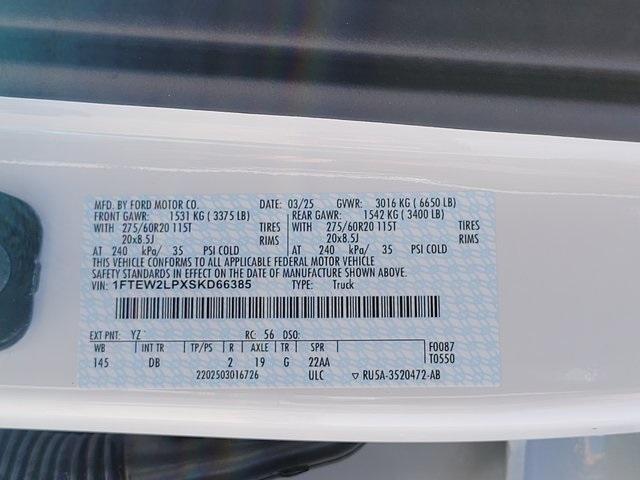 MFD. BY FORD MOTOR CO. 03/25 GVWR: 3016 KG ( 6650 LB)
FRONT GAWR: 1531 KG ( 3375 LB) REAR GAWR: 1542 KG ( 3400 LB)
WITH 275/60R20 115T TIRES WITH 275/60R20 115T TIRES
20x8.5J RIMS 20x8.5J RIMS
AT 240 kPa/ 35 PSI COLD AT 240 kPa/ 35 PSI COLD
THIS VEHICLE CONFORMS TO ALL APPLICABLE FEDERAL MOTOR VEHICLE
SAFETY STANDARDS IN EFFECT ON THE DATE OF MANUFACTURE SHOWN ABOVE.
VIN: 1FTEW2LPXSKD66385 TYPE: Truck
EXT PNT: YZ RC: 56 DSO:
WB INT TR TP/PS R AXLE TR SPR F0087
145 DB 2 19 G 22AA T0550
2202503016726 ULC ▽ RU5A-3520472-AB